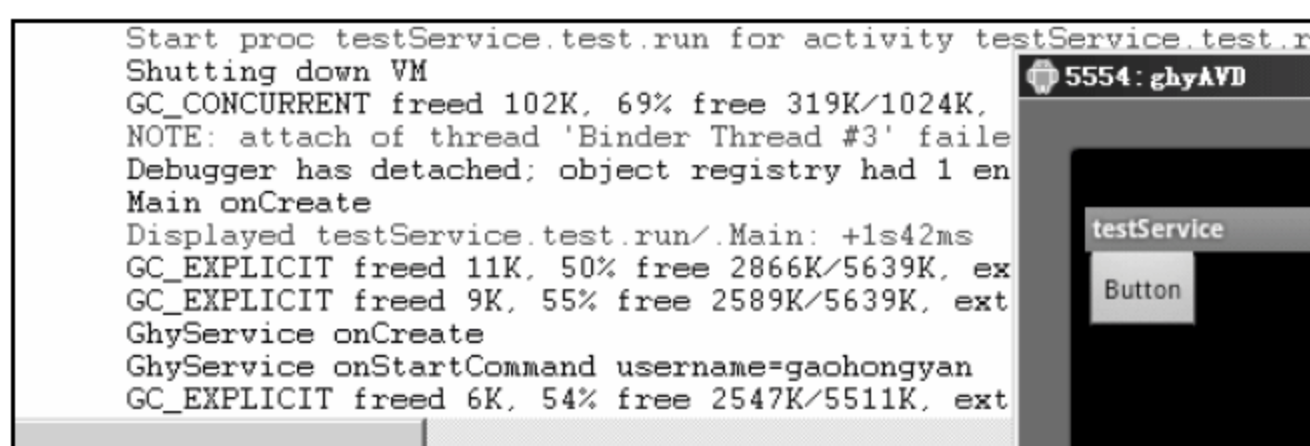 Start proc testService.test.run for activity testService.test.r
Shutting down VM
GC_CONCURRENT freed 102K, 69% free 319K/1024K,
NOTE: attach of thread 'Binder Thread #3' faile
Debugger has detached; object registry had 1 en
Main onCreate
Displayed testService.test.run/.Main: +1s42ms
GC_EXPLICIT freed 11K, 50% free 2866K/5639K, ex
GC_EXPLICIT freed 9K, 55% free 2589K/5639K, ext
GhyService onCreate
GhyService onStartCommand username=gaohongyan
GC_EXPLICIT freed 6K, 54% free 2547K/5511K, ext
5554:ghyAVD
testService
Button